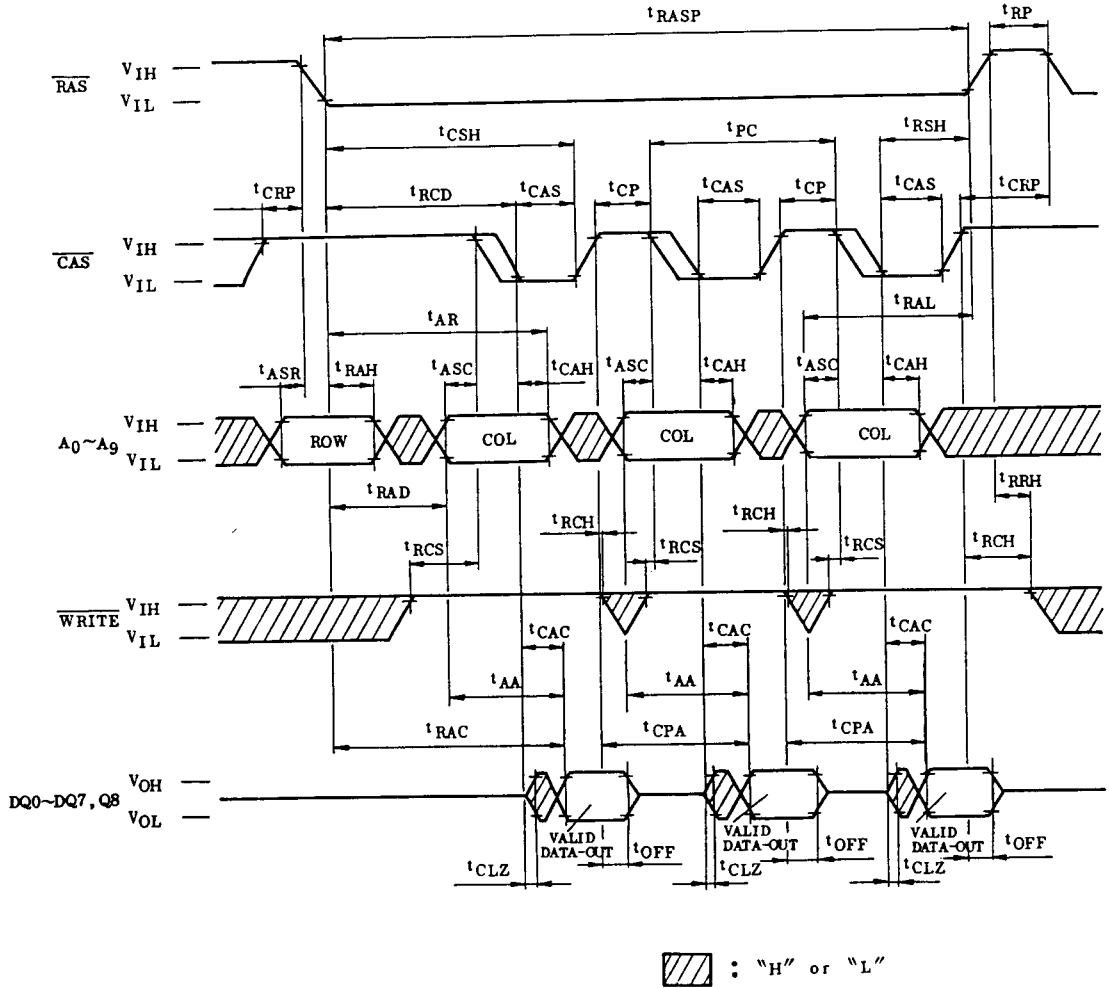 tRASP tRP
RAS VIH
VIL
tCSH tPC tRSH
tCRP tRCD tCAS tCP tCAS tCP tCAS tCRP
CAS VIH
VIL
tAR tRAL
tASR tRAH tASC tCAH tASC tCAH tASC tCAH
A0~A9 VIH
VIL
ROW COL COL COL
tRAD tRRH
tRCH tRCH
tRCS tRCS tRCS tRCH
WRITE VIH
VIL
tCAC tCAC tCAC
tAA tAA tAA
tRAC tCPA tCPA
DQ0~DQ7,Q8 VOH
VOL
VALID DATA-OUT VALID DATA-OUT VALID DATA-OUT
tOFF tOFF tOFF
tCLZ tCLZ tCLZ
: "H" or "L"